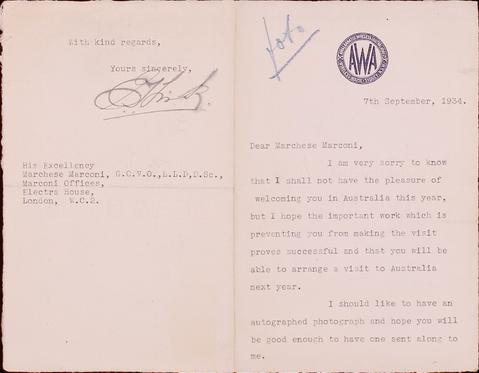 foto
AWA
7th September, 1934.
Dear Marchese Marconi,
I am very sorry to know
that I shall not have the pleasure of
welcoming you in Australia this year,
but I hope the important work which is
preventing you from making the visit
proves successful and that you will be
able to arrange a visit to Australia
next year.
I should like to have an
autographed photograph and hope you will
be good enough to have one sent along to
me.
With kind regards,
Yours sincerely,
His Excellency
Marchese Marconi, G.C.V.O.,L.L.D,D.Sc.,
Marconi Offices,
Electra House,
London, W.C.2.